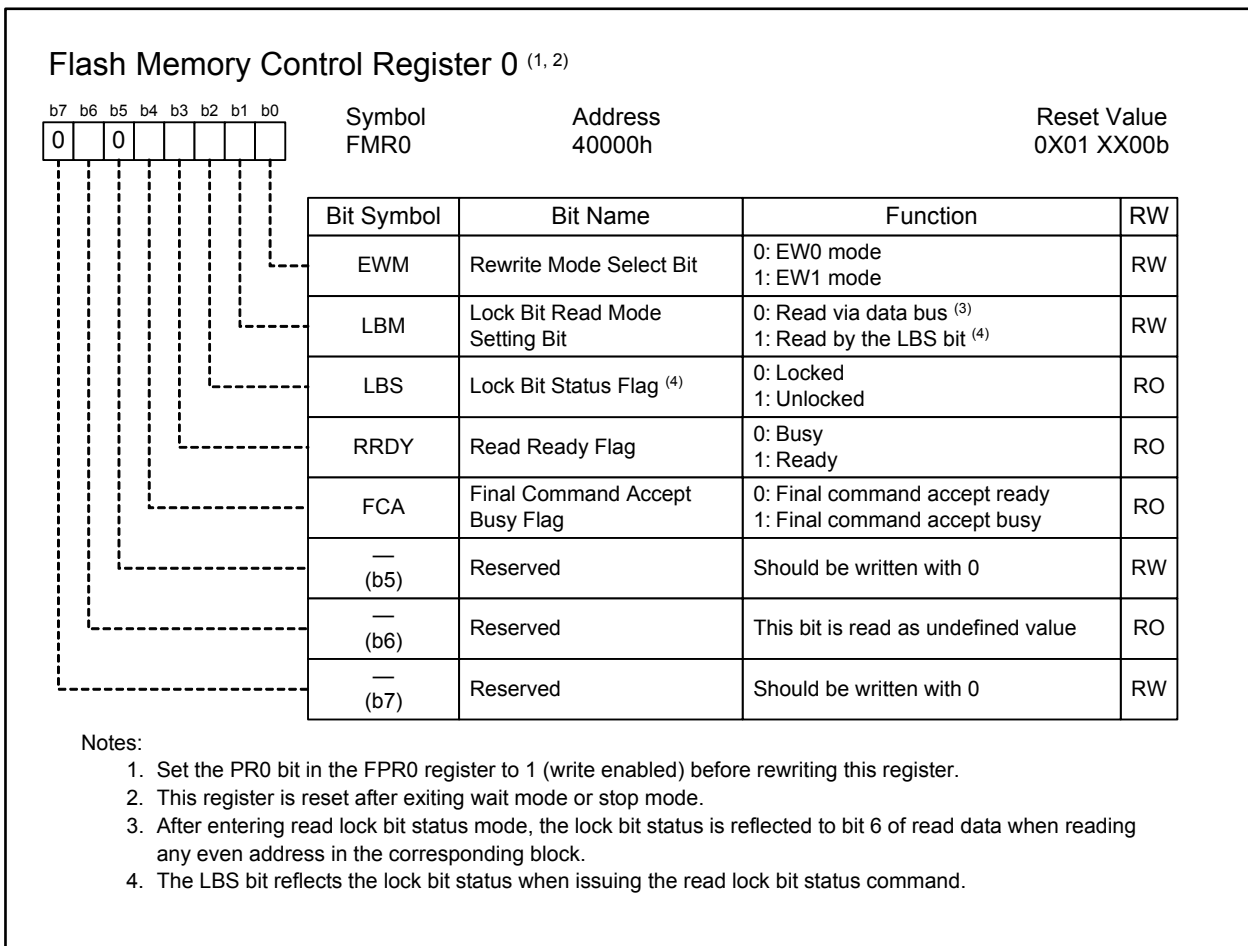 Flash Memory Control Register 0 (1, 2)
b7 b6 b5 b4 b3 b2 b1 b0
0 0
Symbol Address Reset Value
FMR0 40000h 0X01 XX00b
Bit Symbol Bit Name Function RW
EWM Rewrite Mode Select Bit 0: EW0 mode RW
1: EW1 mode
LBM Lock Bit Read Mode 0: Read via data bus (3) RW
Setting Bit 1: Read by the LBS bit (4)
LBS Lock Bit Status Flag (4) 0: Locked RO
1: Unlocked
RRDY Read Ready Flag 0: Busy RO
1: Ready
FCA Final Command Accept 0: Final command accept ready RO
Busy Flag 1: Final command accept busy
— (b5) Reserved Should be written with 0 RW
— (b6) Reserved This bit is read as undefined value RO
— (b7) Reserved Should be written with 0 RW
Notes:
1. Set the PR0 bit in the FPR0 register to 1 (write enabled) before rewriting this register.
2. This register is reset after exiting wait mode or stop mode.
3. After entering read lock bit status mode, the lock bit status is reflected to bit 6 of read data when reading
any even address in the corresponding block.
4. The LBS bit reflects the lock bit status when issuing the read lock bit status command.